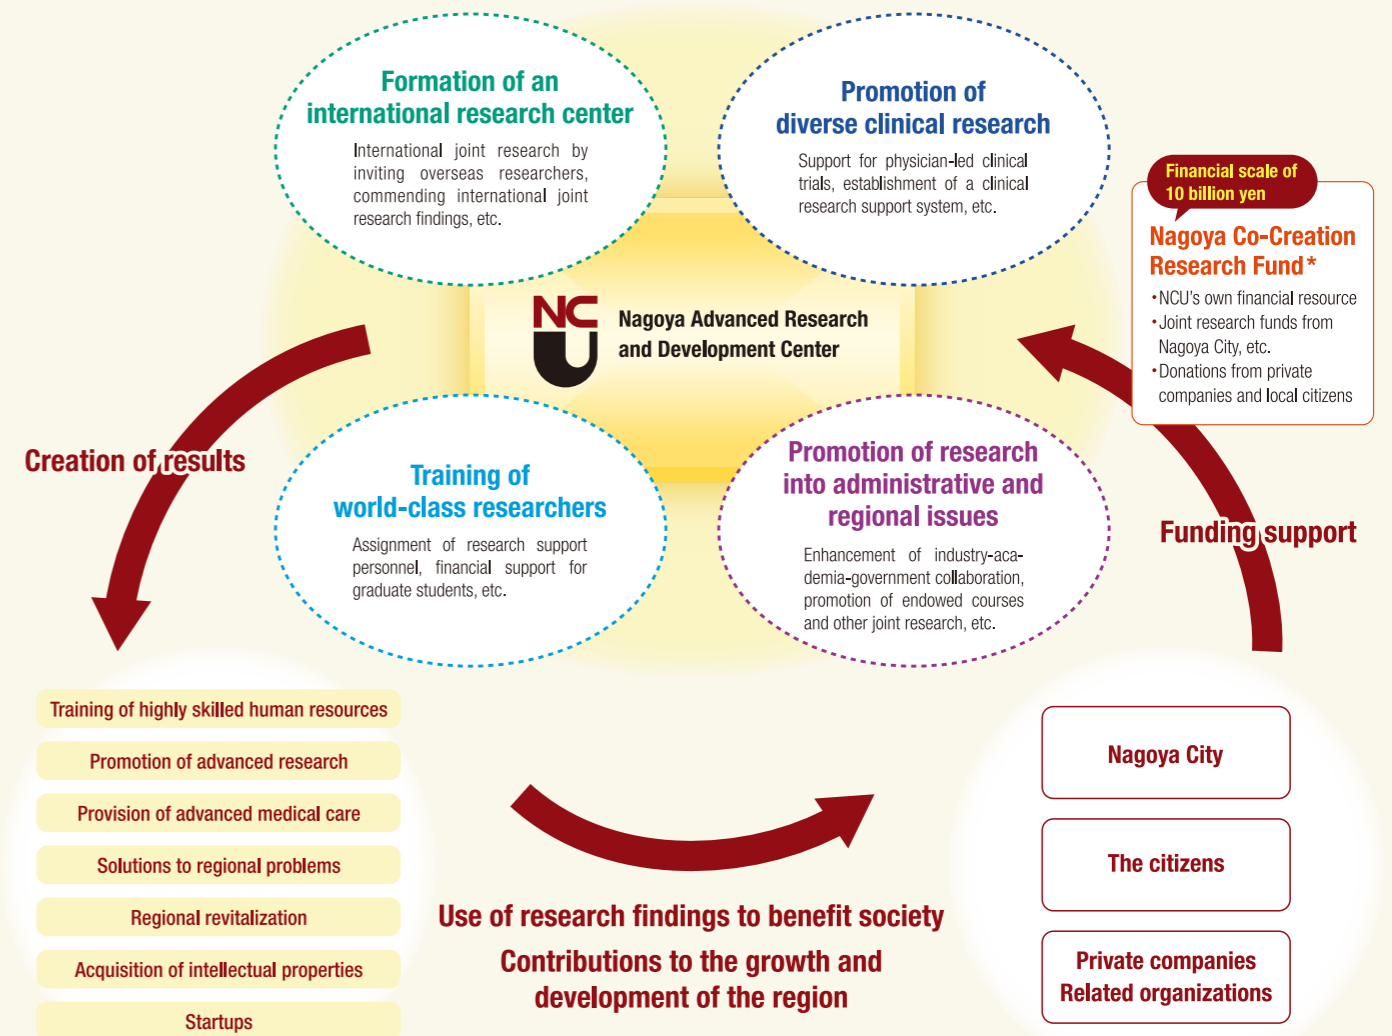 Formation of an
international research center
International joint research by
inviting overseas researchers,
commending international joint
research findings, etc.
Promotion of
diverse clinical research
Support for physician-led clinical
trials, establishment of a clinical
research support system, etc.
Financial scale of
10 billion yen
Nagoya Co-Creation
Research Fund*
・NCU's own financial resource
・Joint research funds from
Nagoya City, etc.
・Donations from private
companies and local citizens
NCU
Nagoya Advanced Research
and Development Center
Creation of results
Training of
world-class researchers
Assignment of research support
personnel, financial support for
graduate students, etc.
Promotion of research
into administrative and
regional issues
Enhancement of industry-aca-
demia-government collaboration,
promotion of endowed courses
and other joint research, etc.
Funding support
Training of highly skilled human resources
Promotion of advanced research
Provision of advanced medical care
Solutions to regional problems
Regional revitalization
Acquisition of intellectual properties
Startups
Use of research findings to benefit society
Contributions to the growth and
development of the region
Nagoya City
The citizens
Private companies
Related organizations